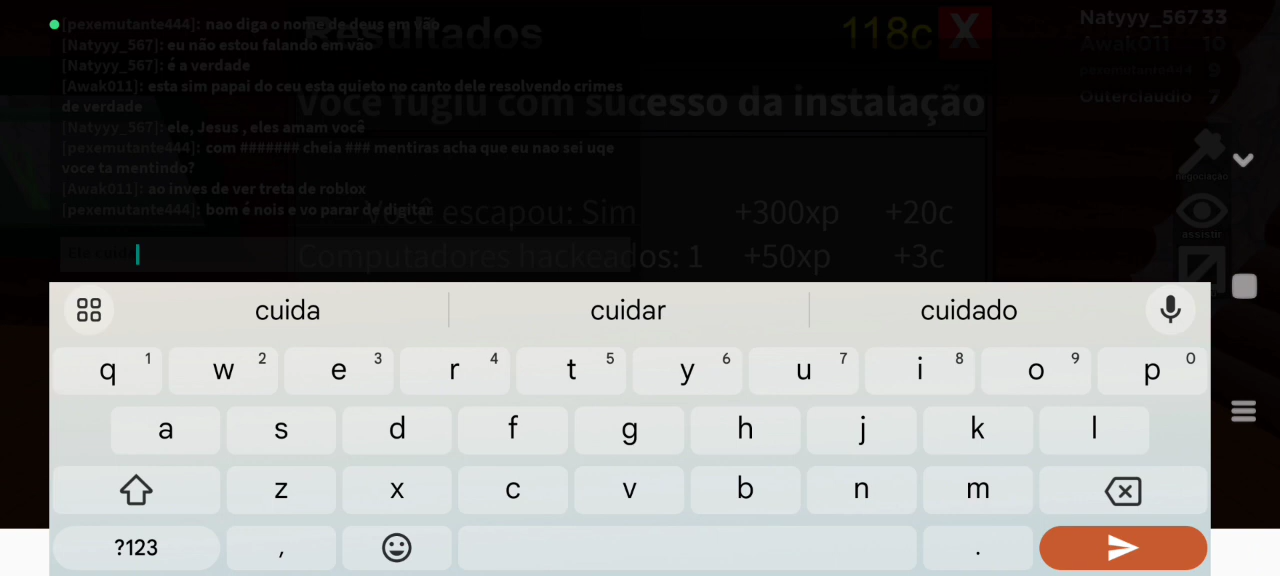 [pexemutante444]: nao diga o nome de deus em vão
[Natyyy_567]: eu não estou falando em vão
[Natyyy_567]: é a verdade
[Awak011]: esta sim papai do ceu esta quieto no canto dele resolvendo crimes
de verdade
[Natyyy_567]: ele, Jesus , eles amam você
[pexemutante444]: com ####### cheia ### mentiras acha que eu nao sei uqe
voce ta mentindo?
[Awak011]: ao inves de ver treta de roblox
[pexemutante444]: bom é nois e vo parar de digitar
Ele cuida
Resultados 118c X
Você fugiu com sucesso da instalação
Você escapou: Sim +300xp +20c
Computadores hackeados: 1 +50xp +3c
Natyyy_567 33
Awak011 10
pexemutante444 9
Outerclaudio 7
negociação
assistir
cuida cuidar cuidado
q 1 w 2 e 3 r 4 t 5 y 6 u 7 i 8 o 9 p 0
a s d f g h j k l
z x c v b n m
?123 , .